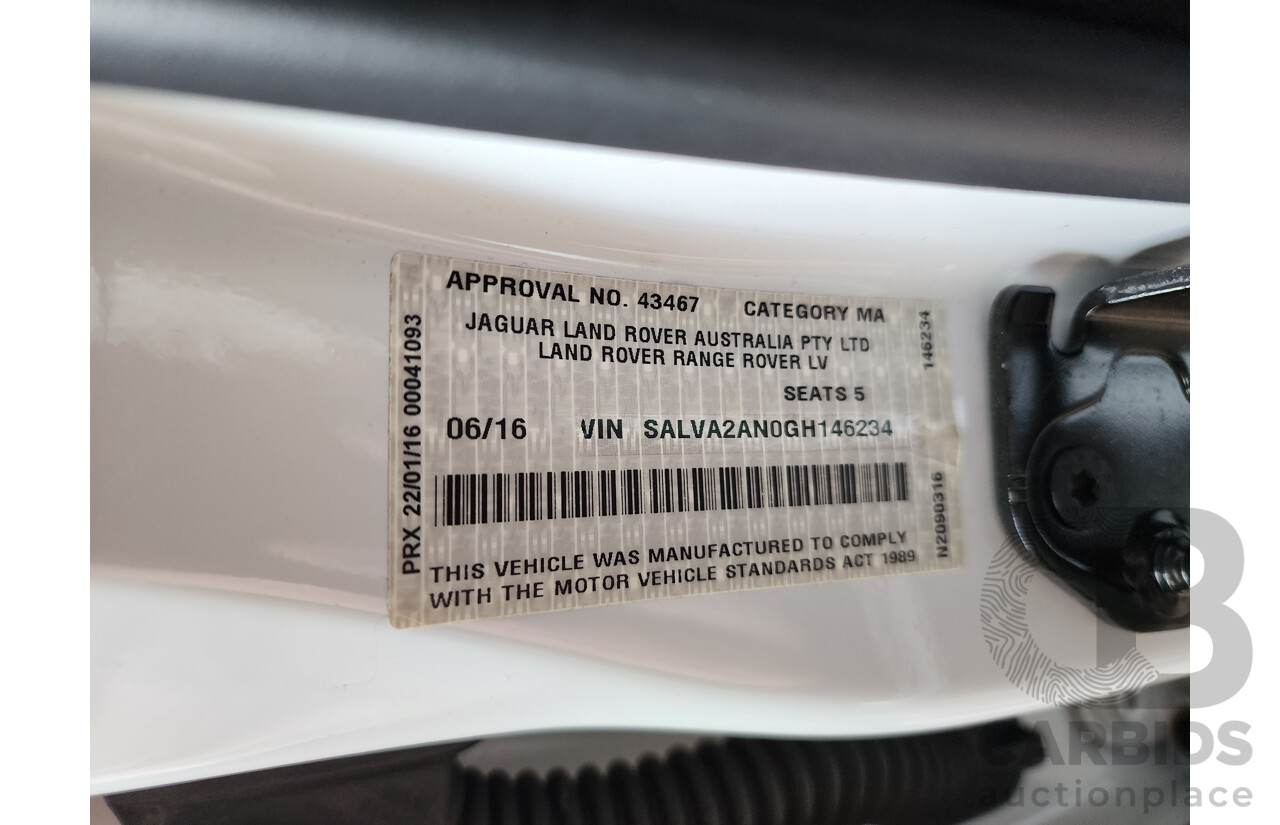 APPROVAL NO. 43467 CATEGORY MA
JAGUAR LAND ROVER AUSTRALIA PTY LTD
LAND ROVER RANGE ROVER LV
SEATS 5
06/16 VIN SALVA2AN0GH146234
THIS VEHICLE WAS MANUFACTURED TO COMPLY
WITH THE MOTOR VEHICLE STANDARDS ACT 1989
PRX 22/01/16 00041093
146234
N2090316
CARBIDS
auctionplace